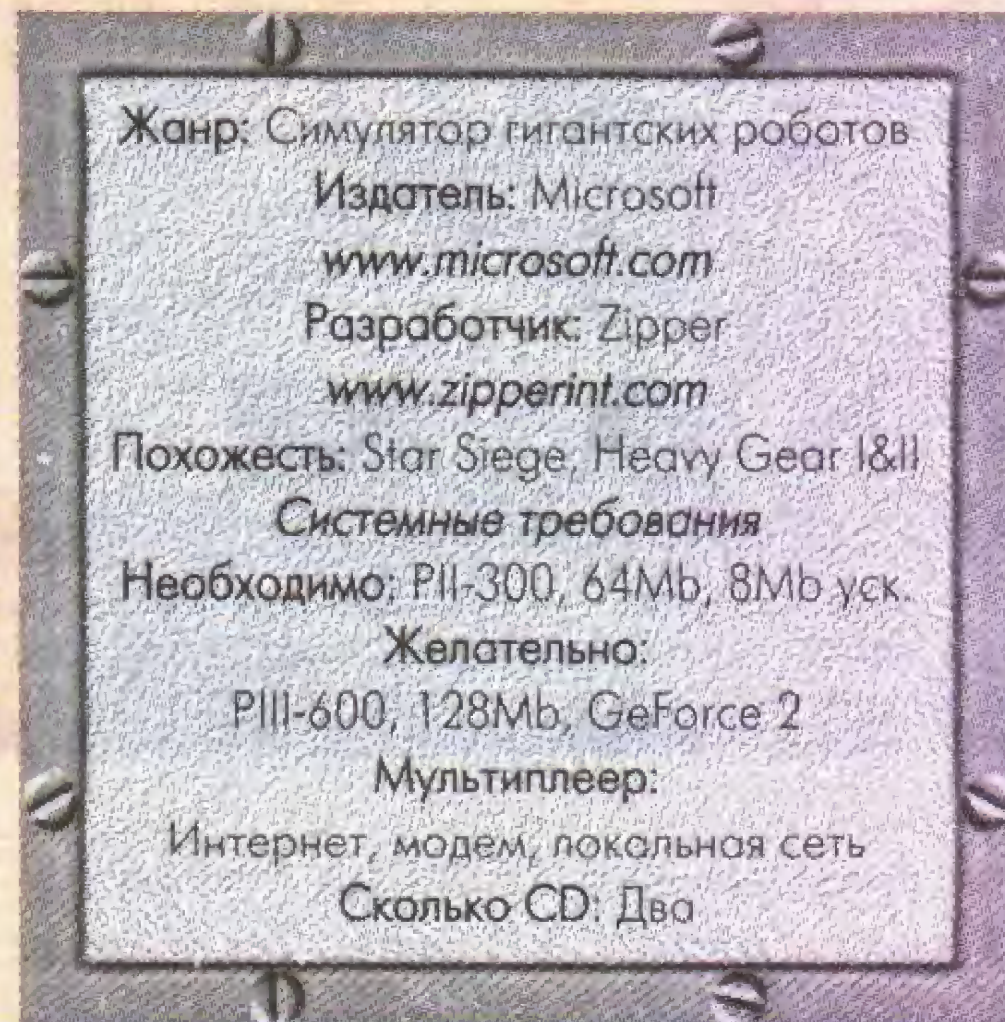 Жанр: Симулятор гигантских роботов
Издатель: Microsoft
www.microsoft.com
Разработчик: Zipper
www.zipperint.com
Похожесть: Star Siege, Heavy Gear I&II
Системные требования
Необходимо: PII-300, 64Mb, 8Mb уск.
Желательно:
PIII-600, 128Mb, GeForce 2
Мультиплеер:
Интернет, модем, локальная сеть
Сколько CD: Два